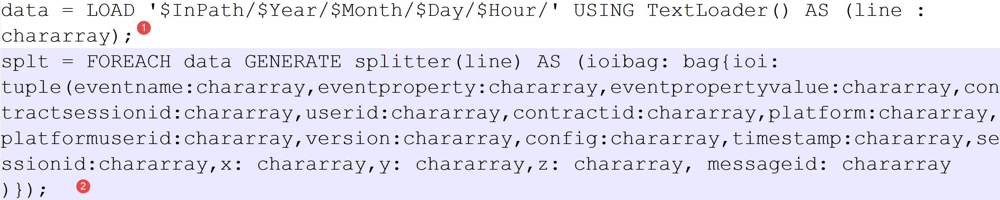 data = LOAD '$InPath/$Year/$Month/$Day/$Hour/' USING TextLoader() AS (line :
chararray); 1
splt = FOREACH data GENERATE splitter(line) AS (ioibag: bag{ioi:
tuple(eventname:chararray,eventproperty:chararray,eventpropertyvalue:chararray,con
tractsessionid:chararray,userid:chararray,contractid:chararray,platform:chararray,
platformuserid:chararray,version:chararray,config:chararray,timestamp:chararray,se
ssionid:chararray,x: chararray,y: chararray,z: chararray, messageid: chararray
)}); 2